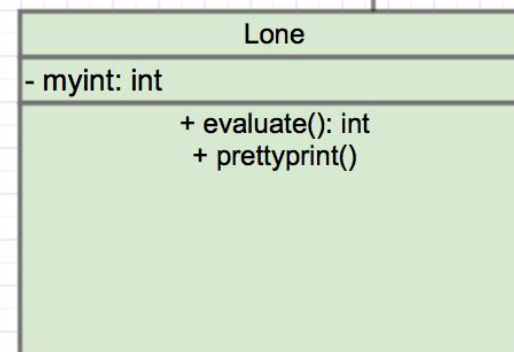 Lone
- myint: int
+ evaluate(): int
+ prettyprint()